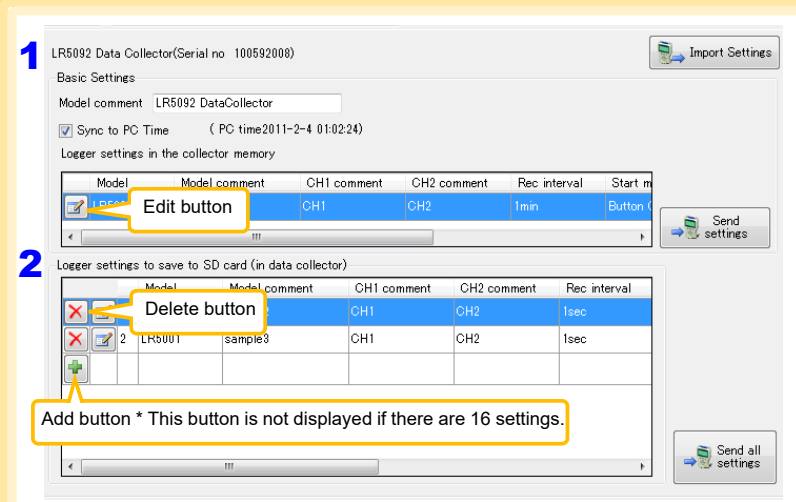 1
LR5092 Data Collector(Serial no 100592008)
Import Settings
Basic Settings
Model comment LR5092 DataCollector
Sync to PC Time ( PC time2011-2-4 01:02:24)
Logger settings in the collector memory
Model Model comment CH1 comment CH2 comment Rec interval Start m
Edit button
CH1 CH2 1min Button
Send
settings
2
Logger settings to save to SD card (in data collector)
Model Model comment CH1 comment CH2 comment Rec interval
Delete button
CH1 CH2 1sec
2 LR5001 sample3 CH1 CH2 1sec
Add button * This button is not displayed if there are 16 settings.
Send all
settings